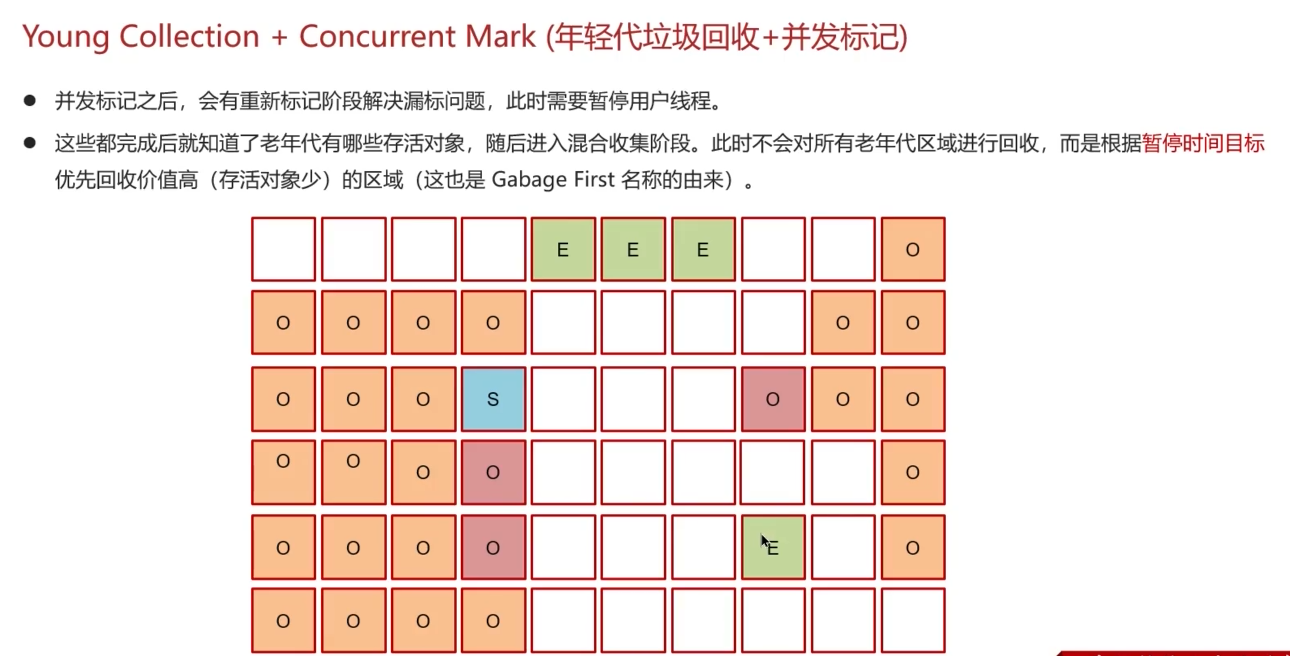 Young Collection + Concurrent Mark (年轻代垃圾回收+并发标记)
● 并发标记之后，会有重新标记阶段解决漏标问题，此时需要暂停用户线程。
● 这些都完成后就知道了老年代有哪些存活对象，随后进入混合收集阶段。此时不会对所有老年代区域进行回收，而是根据暂停时间目标
优先回收价值高（存活对象少）的区域（这也是 Gabage First 名称的由来）。
E E E O
O O O O O O
O O O S O O O
O O O O O
O O O O E O
O O O O